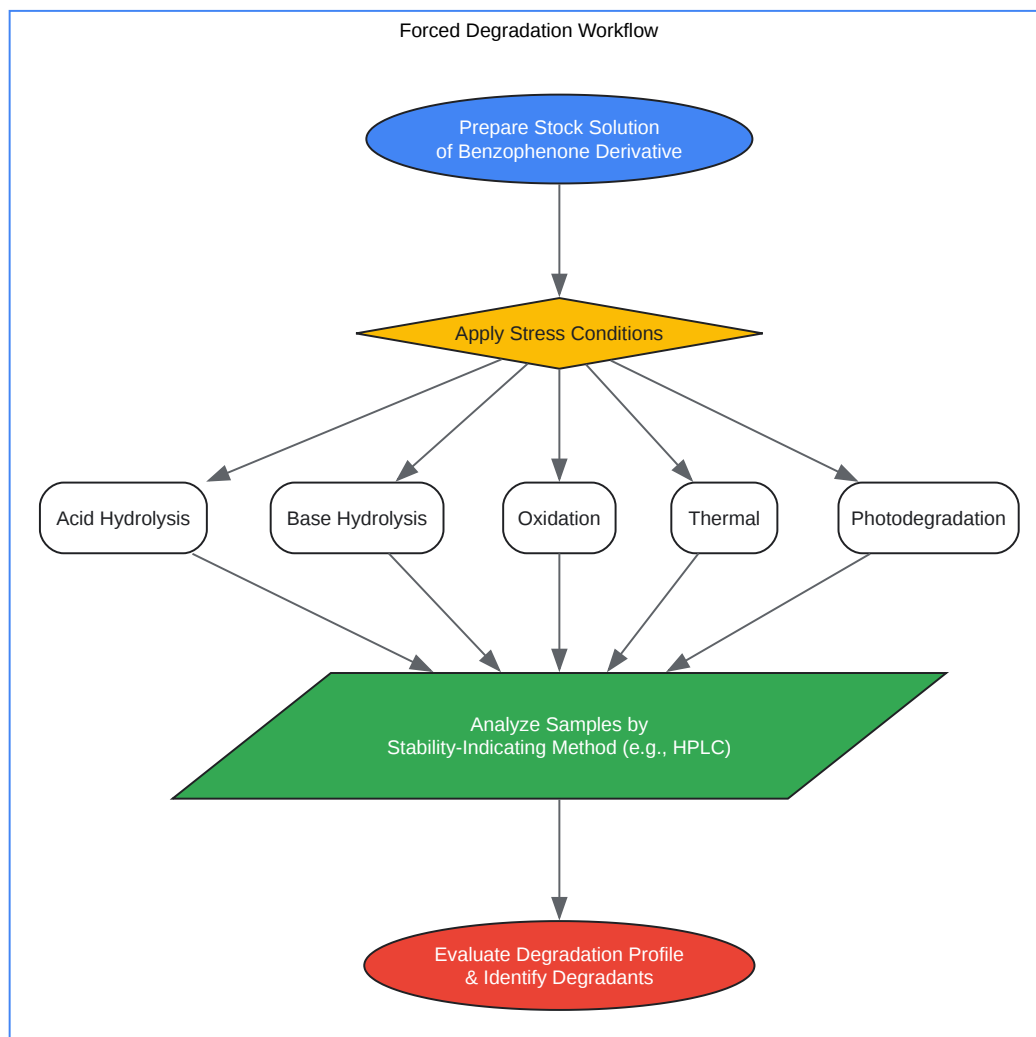 Forced Degradation Workflow
Prepare Stock Solution
of Benzophenone Derivative
Apply Stress Conditions
Acid Hydrolysis
Base Hydrolysis
Oxidation
Thermal
Photodegradation
Analyze Samples by
Stability-Indicating Method (e.g., HPLC)
Evaluate Degradation Profile
& Identify Degradants